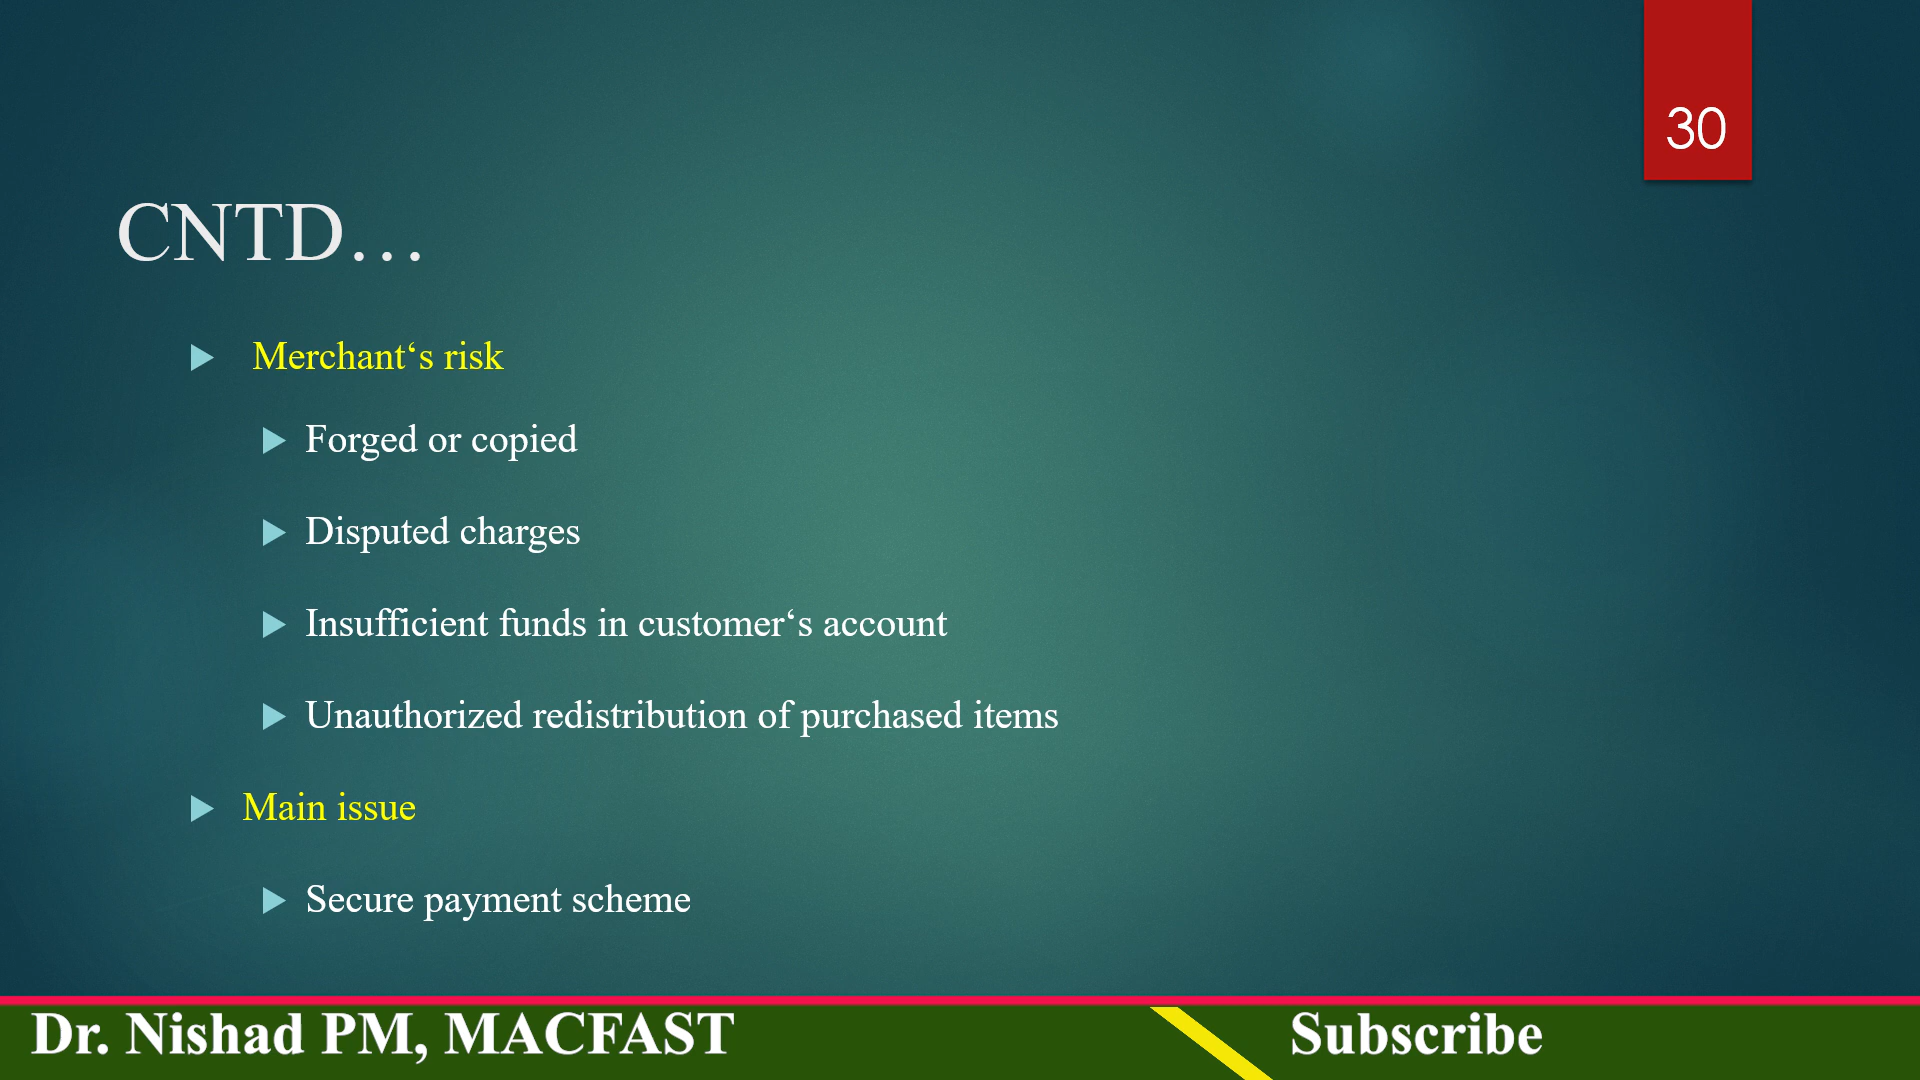 30
CNTD…
Merchant‘s risk
Forged or copied
Disputed charges
Insufficient funds in customer‘s account
Unauthorized redistribution of purchased items
Main issue
Secure payment scheme
Dr. Nishad PM, MACFAST
Subscribe